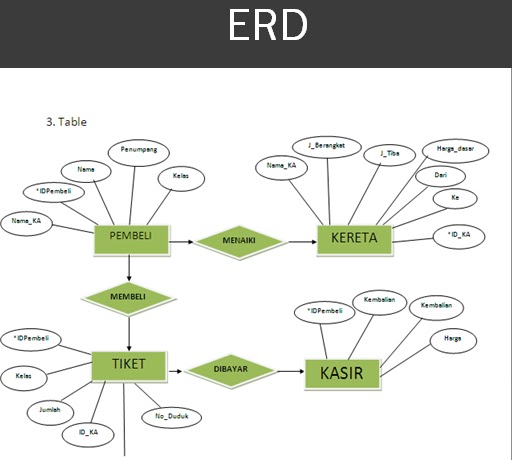 ERD
3. Table
Penumpang
Nama
Kelas
*IDPembeli
Nama_KA
PEMBELI
J_Berangkat
J_Tiba
Harga_dasar
Nama_KA
Dari
Ke
*ID_KA
MENAIKI
KERETA
MEMBELI
*IDPembeli
Kembalian
Kembalian
Harga
*IDPembeli
Kelas
TIKET
DIBAYAR
KASIR
Jumlah
No_Duduk
ID_KA